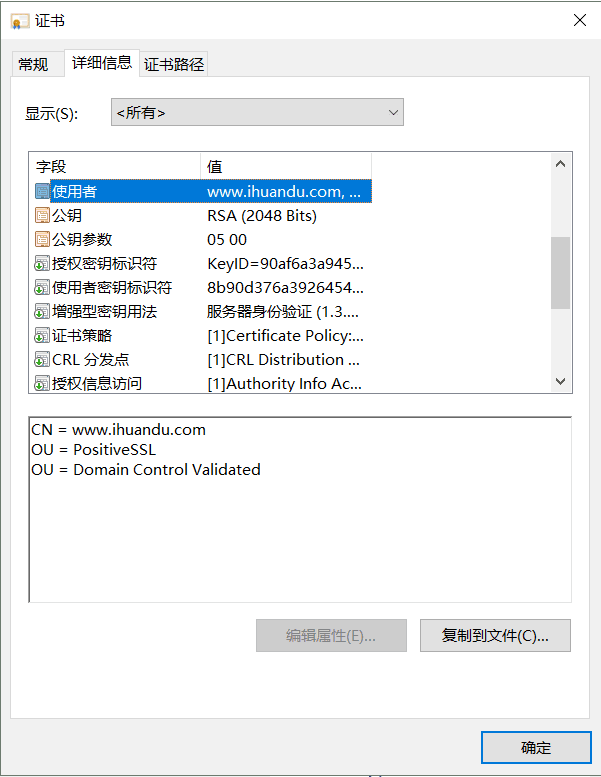 证书
常规 详细信息 证书路径
显示(S): <所有>
字段 值
使用者 www.ihuandu.com, ...
公钥 RSA (2048 Bits)
公钥参数 05 00
授权密钥标识符 KeyID=90af6a3a945...
使用者密钥标识符 8b90d376a3926454...
增强型密钥用法 服务器身份验证 (1.3....
证书策略 [1]Certificate Policy:...
CRL 分发点 [1]CRL Distribution ...
授权信息访问 [1]Authority Info Ac...
CN = www.ihuandu.com
OU = PositiveSSL
OU = Domain Control Validated
编辑属性(E)... 复制到文件(C)...
确定